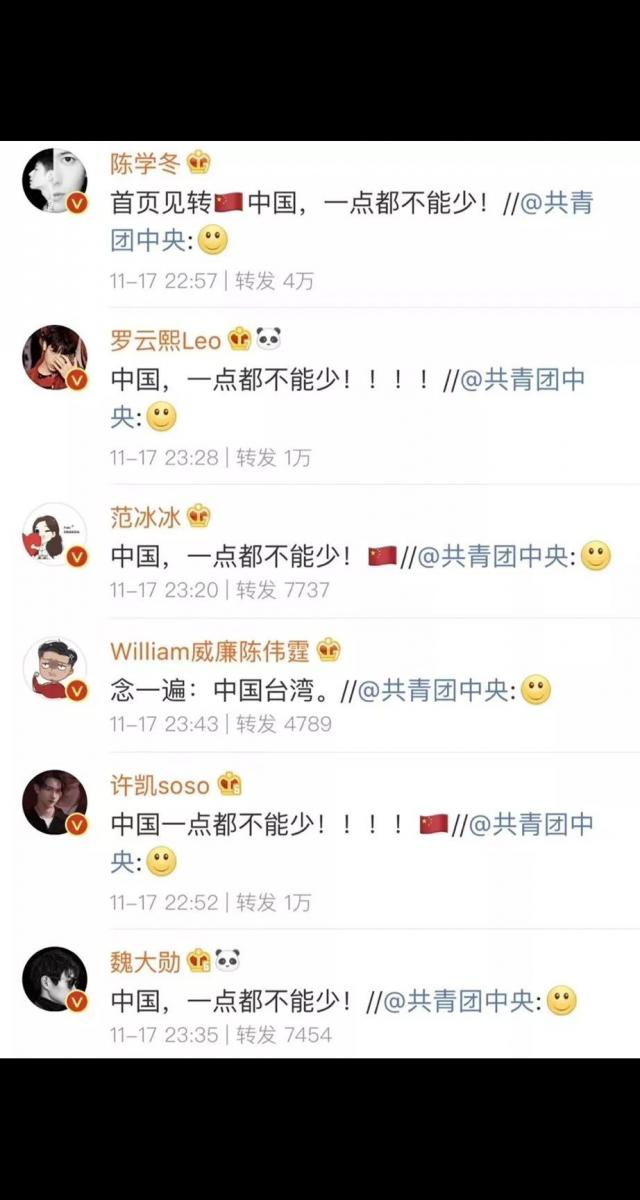 陈学冬
首页见转🇨🇳中国，一点都不能少！//@共青
团中央:🙂
11-17 22:57 | 转发 4万
罗云熙Leo
中国，一点都不能少！！！！//@共青团中
央:🙂
11-17 23:28 | 转发 1万
范冰冰
中国，一点都不能少！🇨🇳//@共青团中央:🙂
11-17 23:20 | 转发 7737
William威廉陈伟霆
念一遍：中国台湾。//@共青团中央:🙂
11-17 23:43 | 转发 4789
许凯soso
中国一点都不能少！！！！🇨🇳//@共青团中
央:🙂
11-17 22:52 | 转发 1万
魏大勋
中国，一点都不能少！//@共青团中央:🙂
11-17 23:35 | 转发 7454